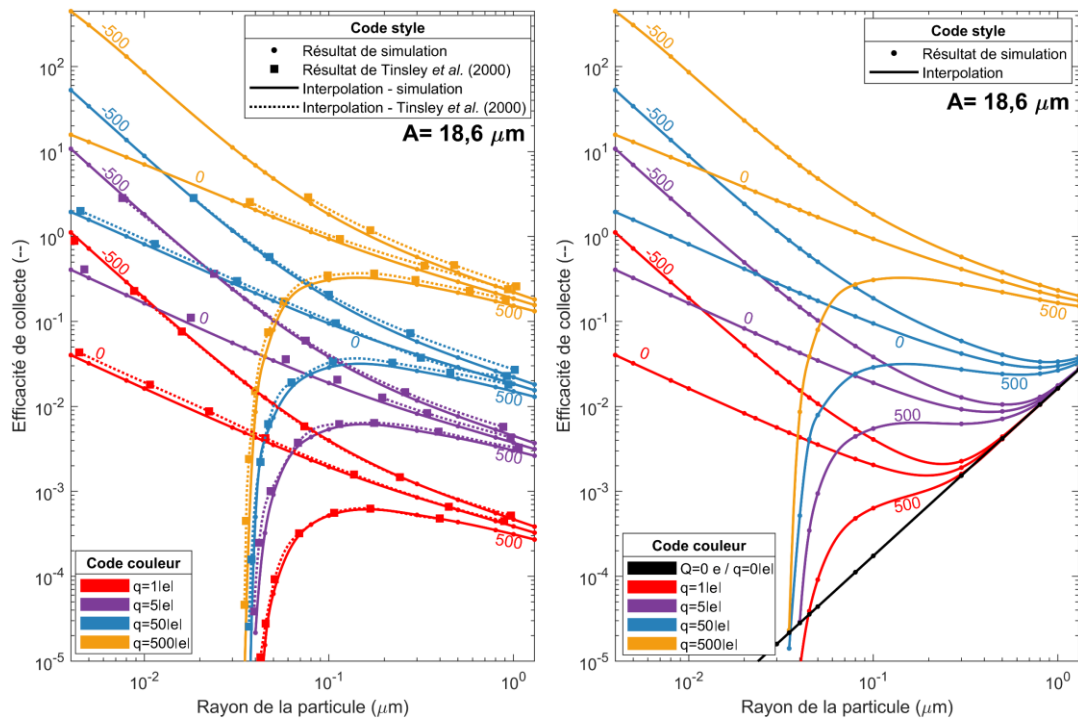 Code style
Résultat de simulation
Résultat de Tinsley et al. (2000)
Interpolation - simulation
Interpolation - Tinsley et al. (2000)
A= 18,6 μm
-500
500
-500
0
-500
0
-500
0
500
0
500
500
Code couleur
q=1|e|
q=5|e|
q=50|e|
q=500|e|
10^2
10^1
10^0
10^-1
10^-2
10^-3
10^-4
10^-5
Efficacité de collecte (--)
10^-2
10^-1
10^0
Rayon de la particule (μm)
Code style
Résultat de simulation
Interpolation
A= 18,6 μm
-500
-500
0
-500
0
500
-500
0
500
0
500
500
Code couleur
Q=0 e / q=0|e|
q=1|e|
q=5|e|
q=50|e|
q=500|e|
10^2
10^1
10^0
10^-1
10^-2
10^-3
10^-4
10^-5
Efficacité de collecte (--)
10^-2
10^-1
10^0
Rayon de la particule (μm)